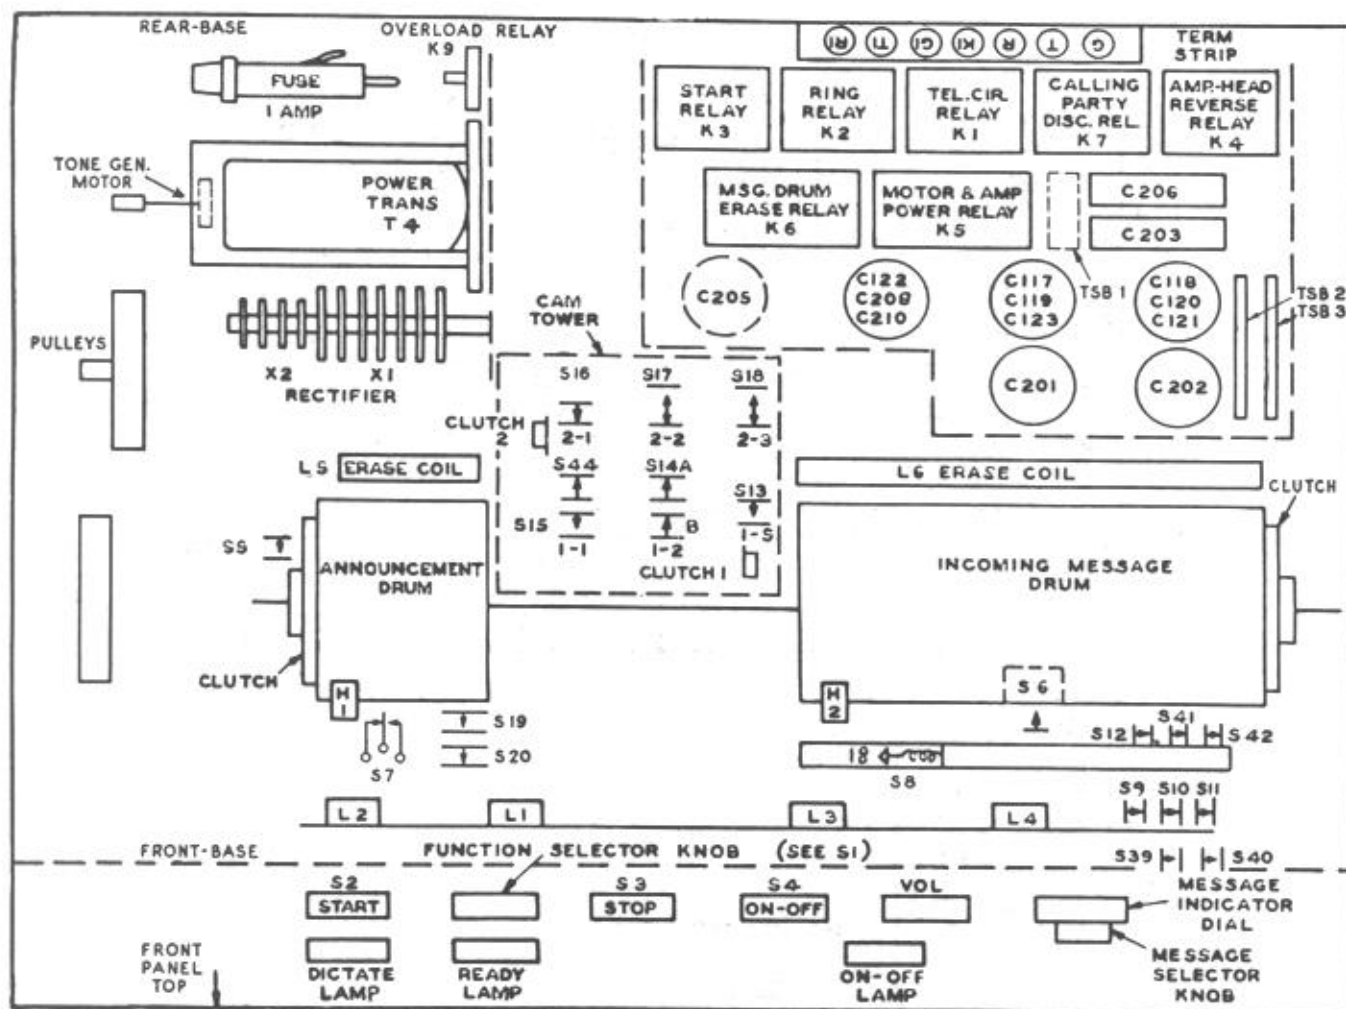 REAR-BASE
OVERLOAD RELAY
K9
FUSE
1 AMP
TONE GEN.
MOTOR
POWER
TRANS
T4
PULLEYS
X2
X1
RECTIFIER
R1
T1
G1
K1
R
T
G
TERM
STRIP
START
RELAY
K3
RING
RELAY
K2
TEL.CIR.
RELAY
K1
CALLING
PARTY
DISC. REL.
K7
AMP.-HEAD
REVERSE
RELAY
K4
MSG. DRUM
ERASE RELAY
K6
MOTOR & AMP
POWER RELAY
K5
C206
C203
TSB 1
C205
C122
C208
C210
C117
C119
C123
C118
C120
C121
TSB 2
TSB 3
C201
C202
CAM
TOWER
S16
S17
S18
CLUTCH
2
2-1
2-2
2-3
S44
S14A
S13
S15
B
1-1
1-2
1-5
CLUTCH 1
L5 ERASE COIL
L6 ERASE COIL
CLUTCH
S5
ANNOUNCEMENT
DRUM
INCOMING MESSAGE
DRUM
CLUTCH
H
1
S19
S20
S7
H
2
S6
S12
S41
S42
18
S8
S9
S10
S11
L2
L1
L3
L4
FRONT-BASE
FUNCTION SELECTOR KNOB (SEE S1)
S39
S40
S2
START
S3
STOP
S4
ON-OFF
VOL
MESSAGE
INDICATOR
DIAL
FRONT
PANEL
TOP
DICTATE
LAMP
READY
LAMP
ON-OFF
LAMP
MESSAGE
SELECTOR
KNOB